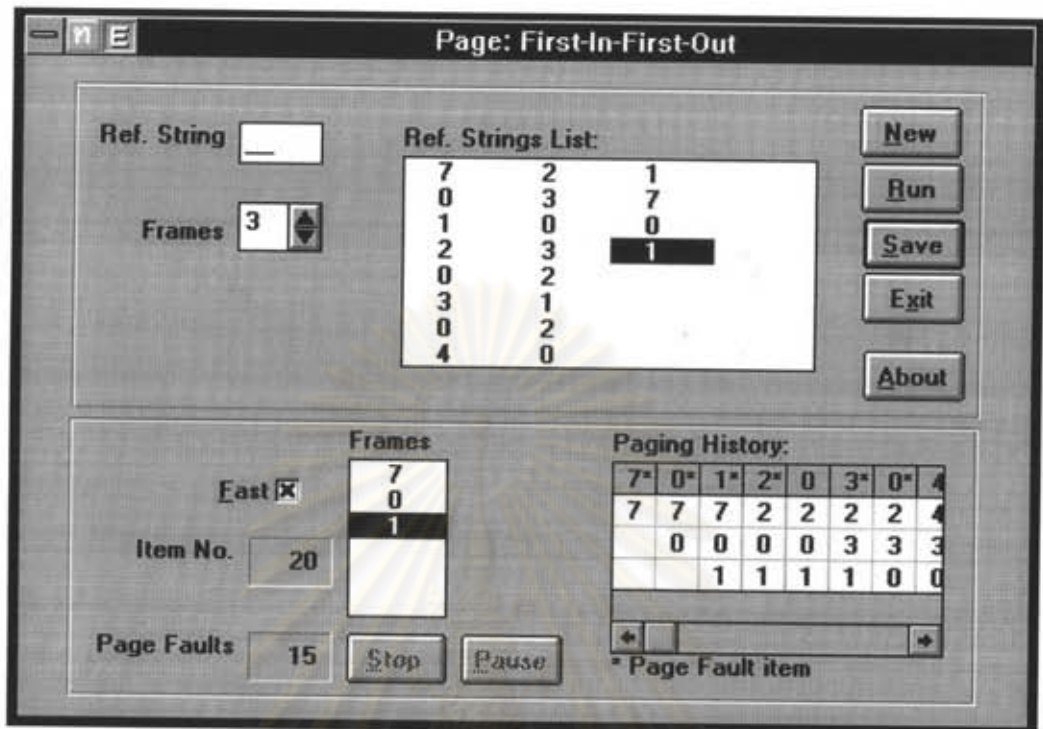 n E Page: First-In-First-Out
Ref. String __
Frames 3
Ref. Strings List:
7 2 1
0 3 7
1 0 0
2 3 1
0 2
3 1
0 2
4 0
New
Run
Save
Exit
About
Fast
Item No. 20
Page Faults 15
Frames
7
0
1
Stop
Pause
Paging History:
7* 0* 1* 2* 0 3* 0* 4
7 7 7 2 2 2 2 4
0 0 0 0 3 3 3
1 1 1 1 0 0
* Page Fault item